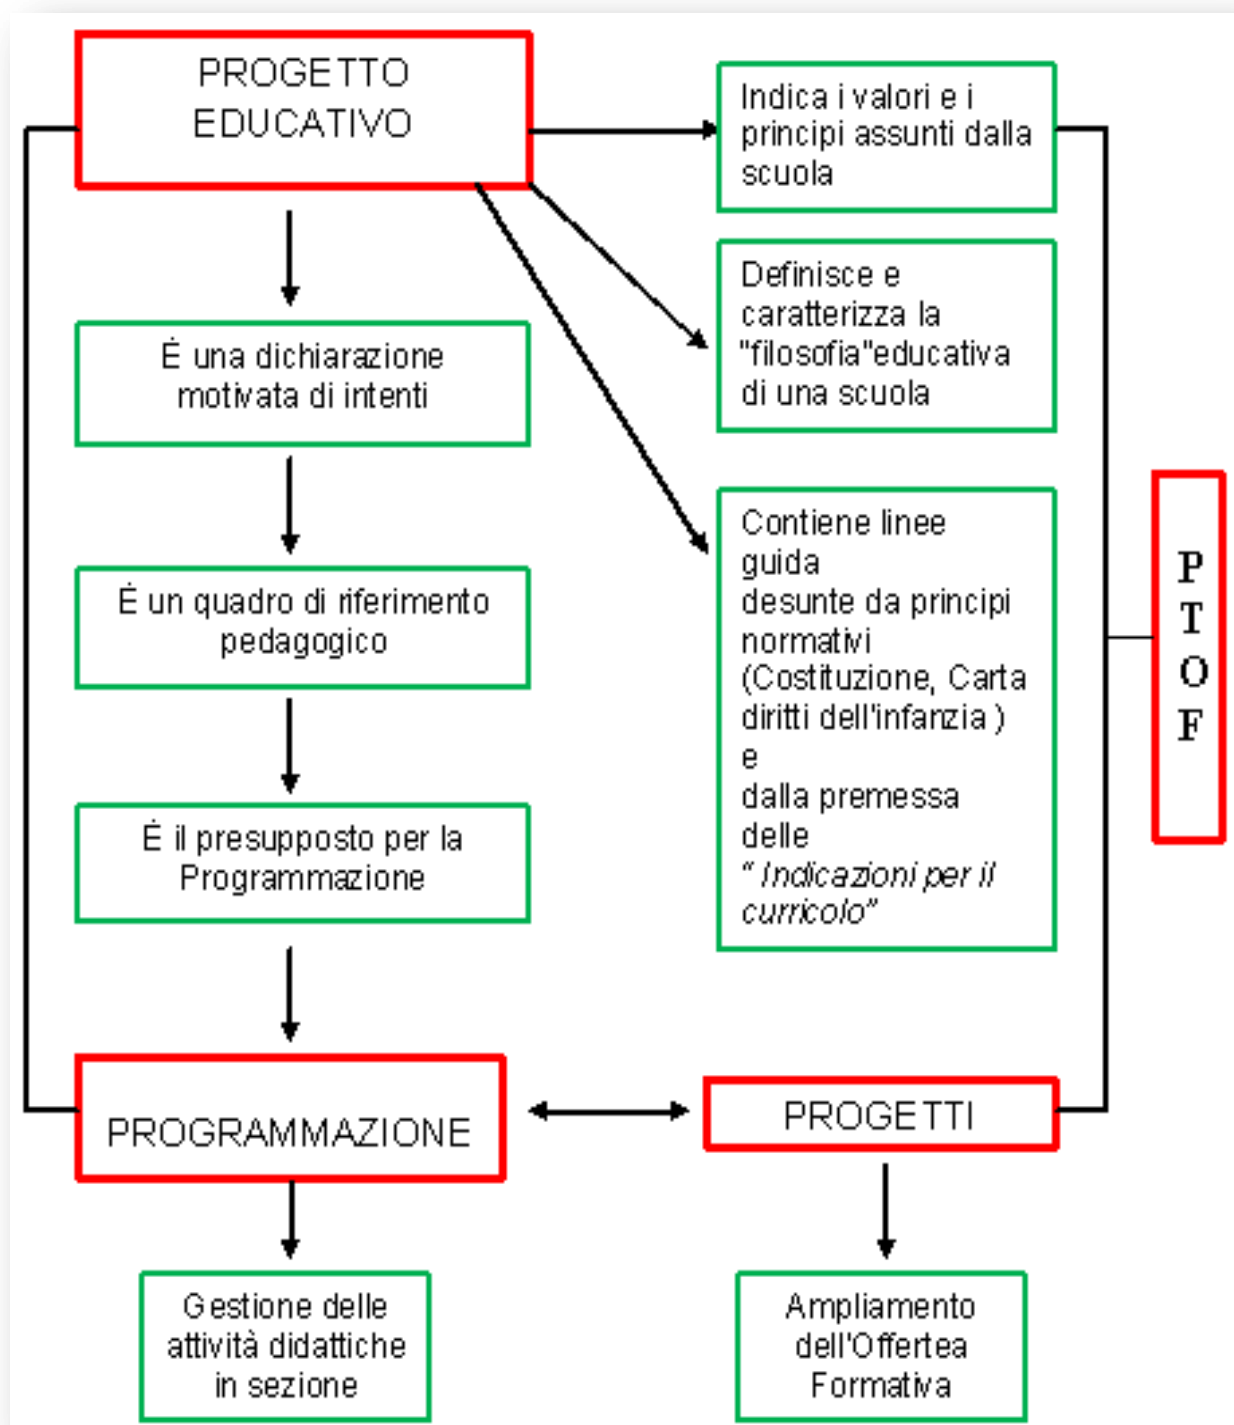 PROGETTO
EDUCATIVO
Indica i valori e i
principi assunti dalla
scuola
Definisce e
caratterizza la
"filosofia"educativa
di una scuola
Ė una dichiarazione
motivata di intenti
Contiene linee
guida
desunte da principi
normativi
(Costituzione, Carta
diritti dell'infanzia )
e
dalla premessa
delle
" Indicazioni per il
curricolo"
P
T
O
F
Ė un quadro di riferimento
pedagogico
Ė il presupposto per la
Programmazione
PROGRAMMAZIONE
PROGETTI
Gestione delle
attività didattiche
in sezione
Ampliamento
dell'Offertea
Formativa